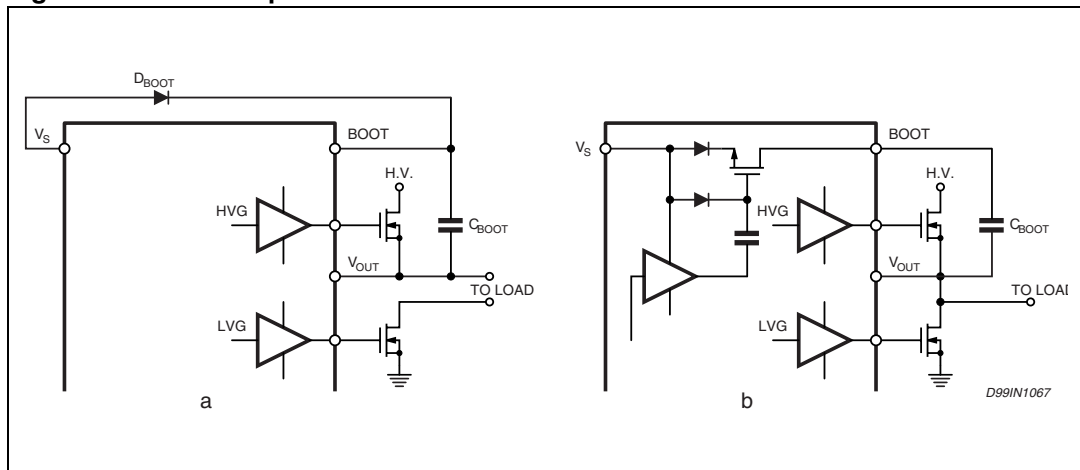 D_BOOT
V_S
BOOT
H.V.
HVG
C_BOOT
V_OUT
TO LOAD
LVG
a
BOOT
V_S
H.V.
HVG
C_BOOT
V_OUT
TO LOAD
LVG
b
D99IN1067